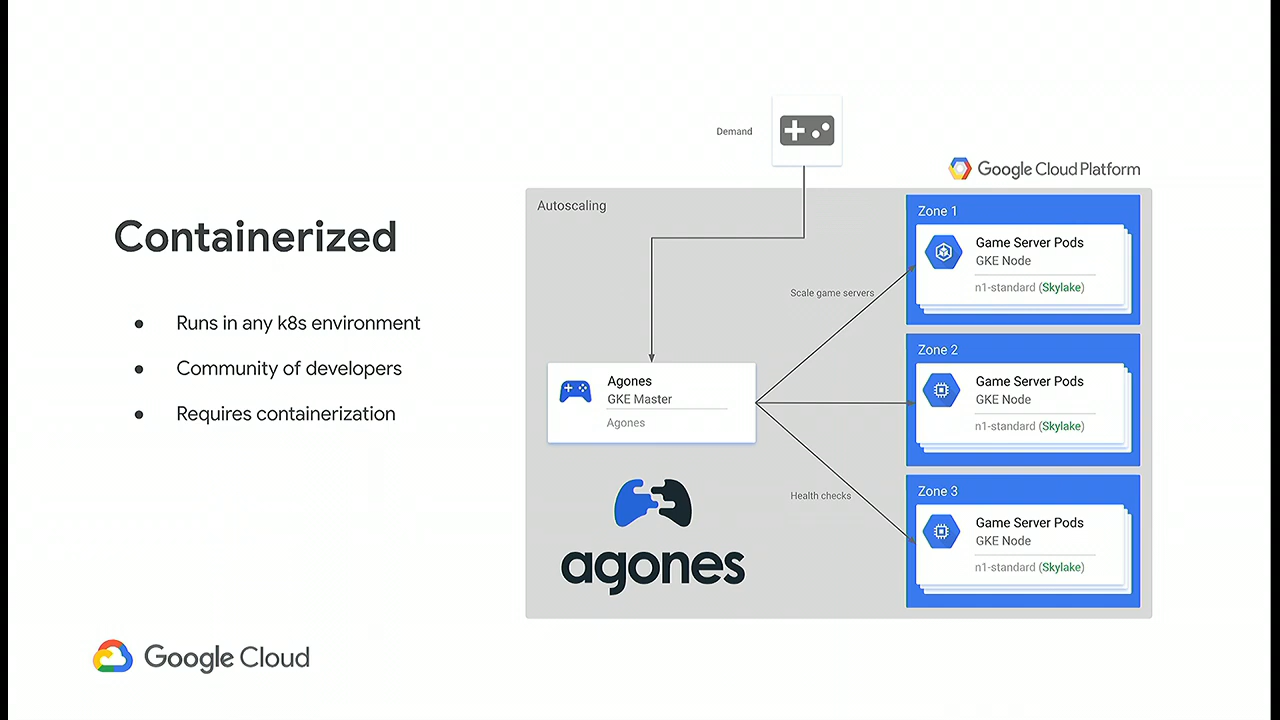 Demand
Google Cloud Platform
Autoscaling
Containerized
Runs in any k8s environment
Community of developers
Requires containerization
Scale game servers
Agones
GKE Master
Agones
Health checks
agones
Zone 1
Game Server Pods
GKE Node
n1-standard (Skylake)
Zone 2
Game Server Pods
GKE Node
n1-standard (Skylake)
Zone 3
Game Server Pods
GKE Node
n1-standard (Skylake)
Google Cloud